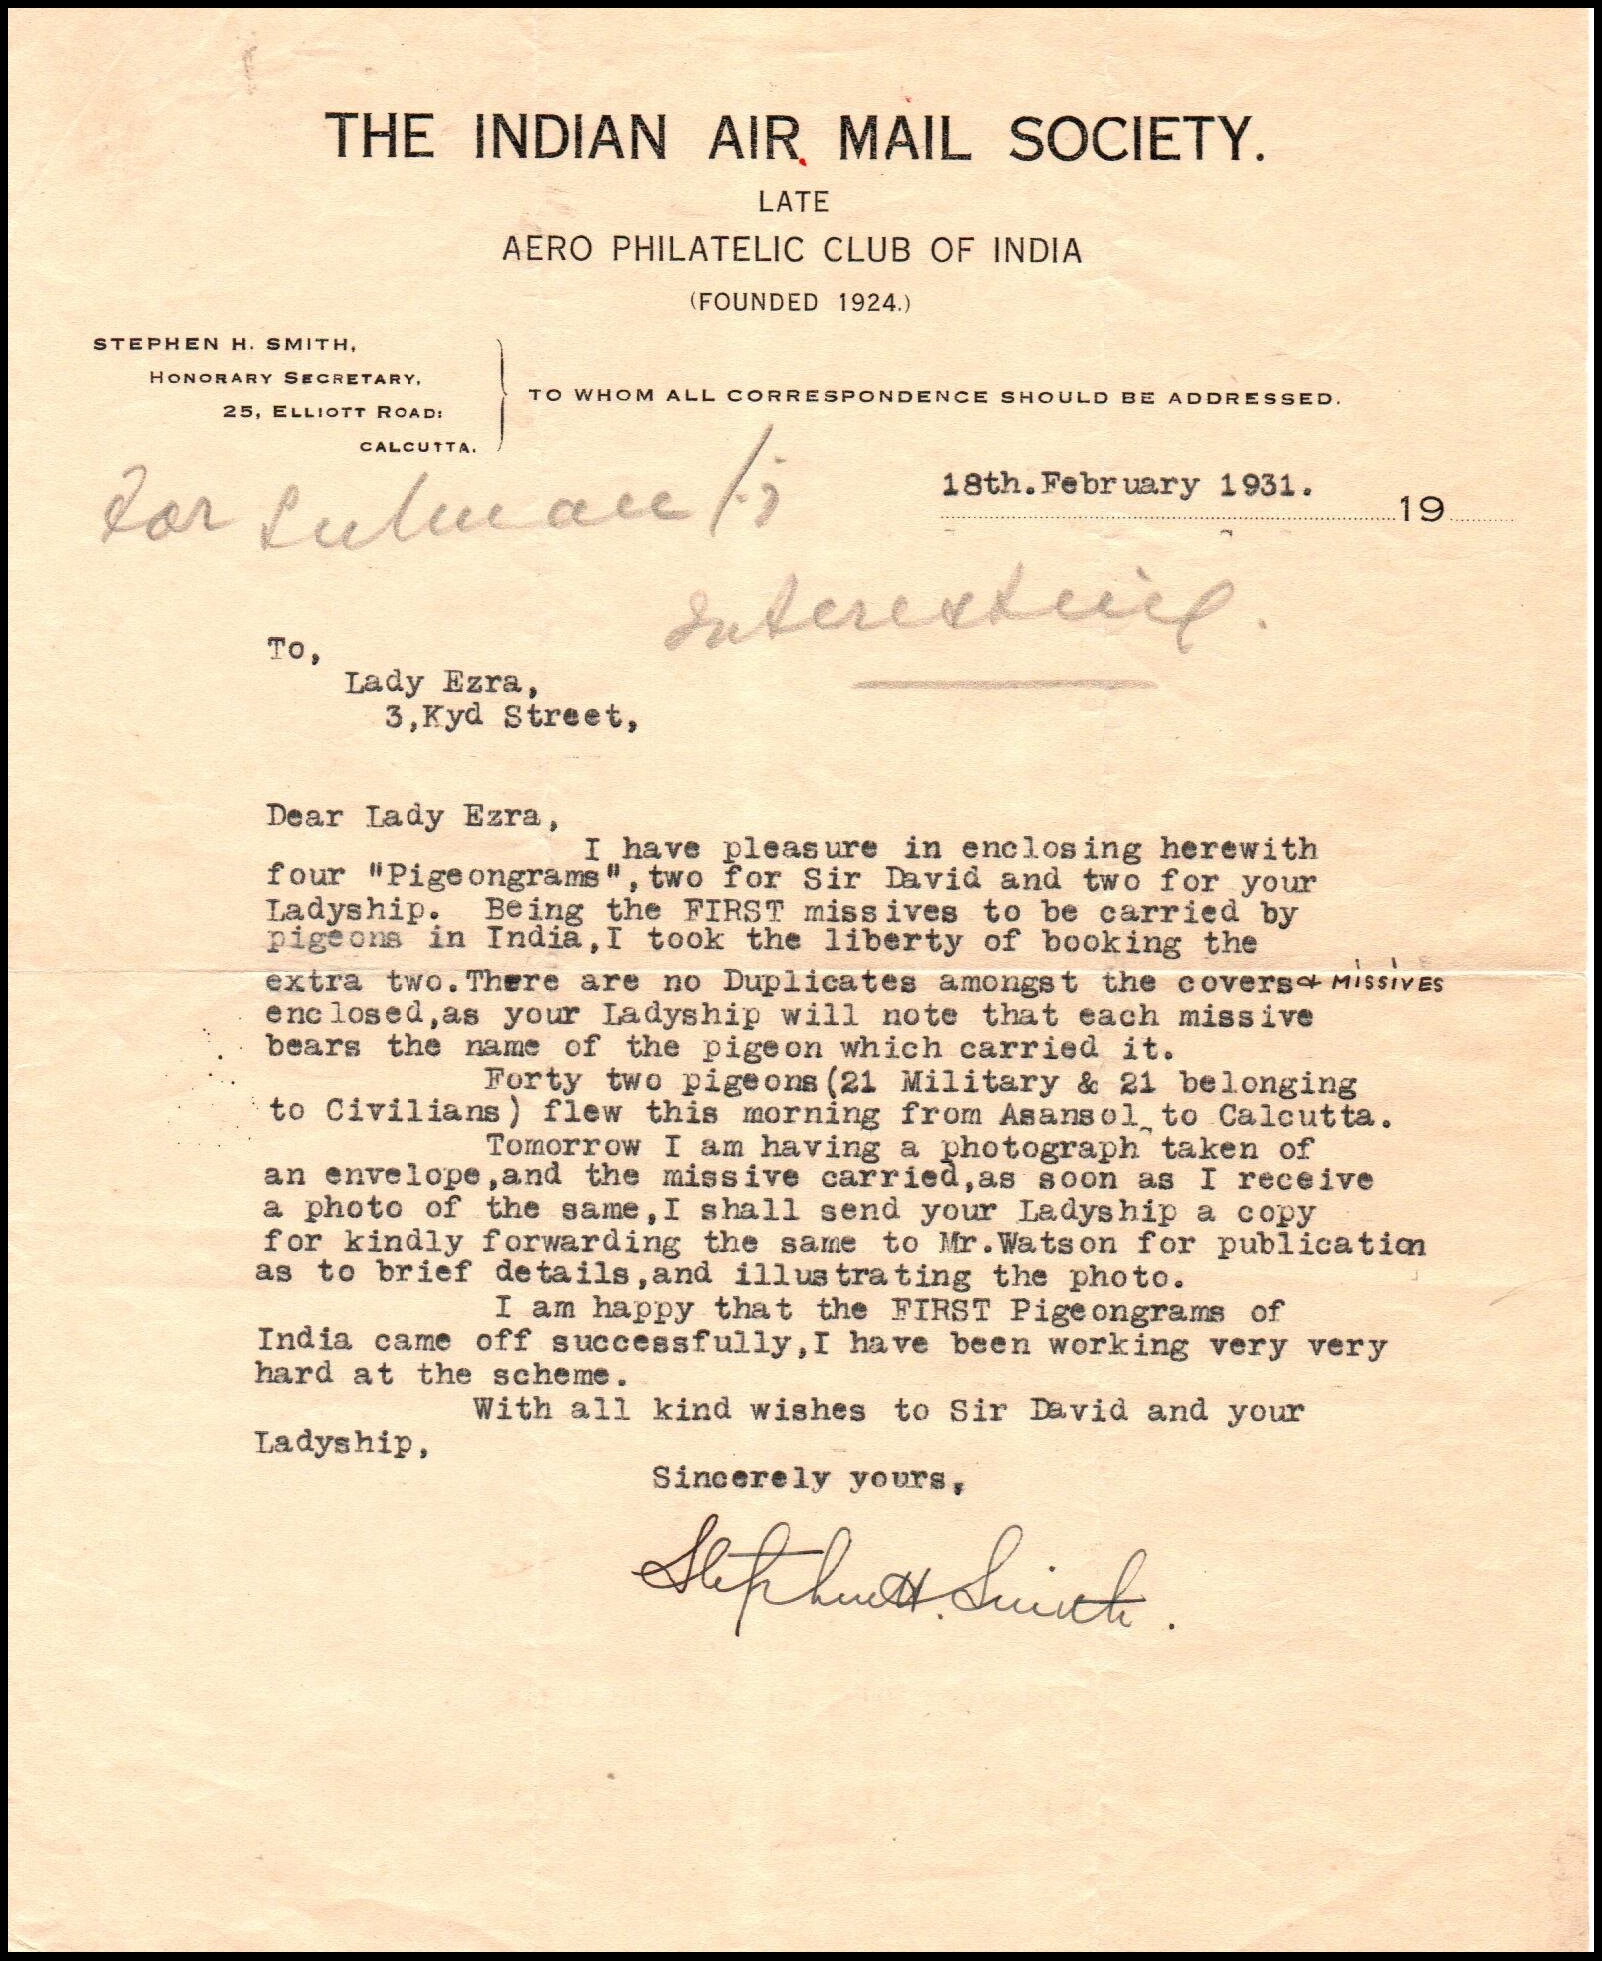 THE INDIAN AIR MAIL SOCIETY.
LATE
AERO PHILATELIC CLUB OF INDIA
(FOUNDED 1924.)
STEPHEN H. SMITH,
HONORARY SECRETARY,
25, ELLIOTT ROAD:
CALCUTTA.
TO WHOM ALL CORRESPONDENCE SHOULD BE ADDRESSED.
18th.February 1931.
19
For
Interesting.
To,
Lady Ezra,
3,Kyd Street,
Dear Lady Ezra,
I have pleasure in enclosing herewith
four "Pigeongrams",two for Sir David and two for your
Ladyship. Being the FIRST missives to be carried by
pigeons in India,I took the liberty of booking the
extra two.There are no Duplicates amongst the covers & MISSIVES
enclosed,as your Ladyship will note that each missive
bears the name of the pigeon which carried it.
Forty two pigeons(21 Military & 21 belonging
to Civilians) flew this morning from Asansol to Calcutta.
Tomorrow I am having a photograph taken of
an envelope,and the missive carried,as soon as I receive
a photo of the same,I shall send your Ladyship a copy
for kindly forwarding the same to Mr.Watson for publication
as to brief details,and illustrating the photo.
I am happy that the FIRST Pigeongrams of
India came off successfully,I have been working very very
hard at the scheme.
With all kind wishes to Sir David and your
Ladyship,
Sincerely yours,
Stephen H. Smith.